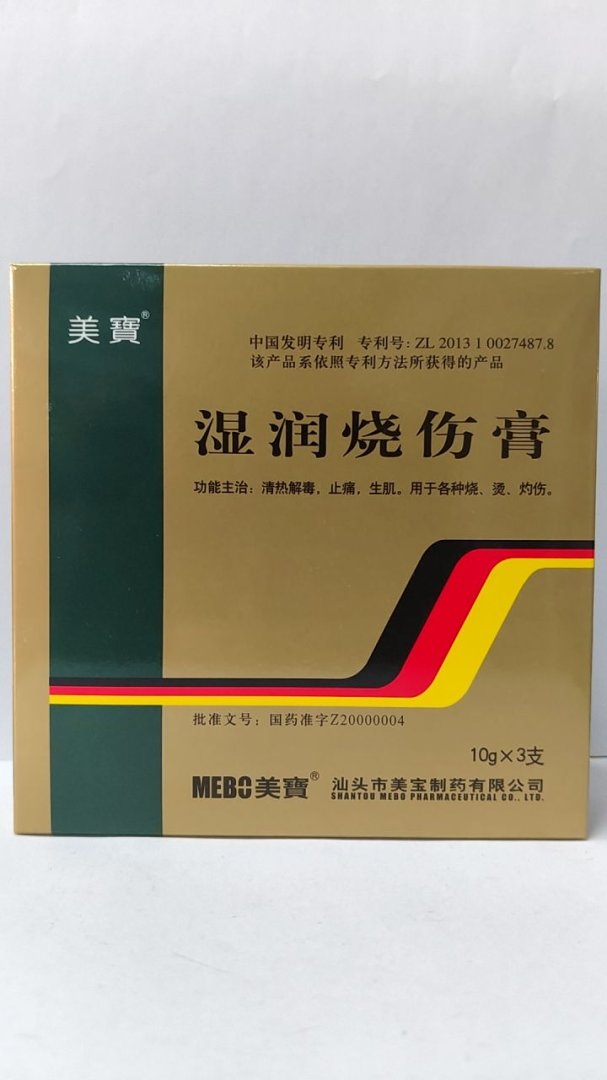 美寶®
中国发明专利 专利号：ZL 2013 1 0027487.8
该产品系依照专利方法所获得的产品
湿润烧伤膏
功能主治：清热解毒，止痛，生肌。用于各种烧、烫、灼伤。
批准文号：国药准字Z20000004
10g×3支
MEBO美寶® 汕头市美宝制药有限公司
SHANTOU MEBO PHARMACEUTICAL CO., LTD.